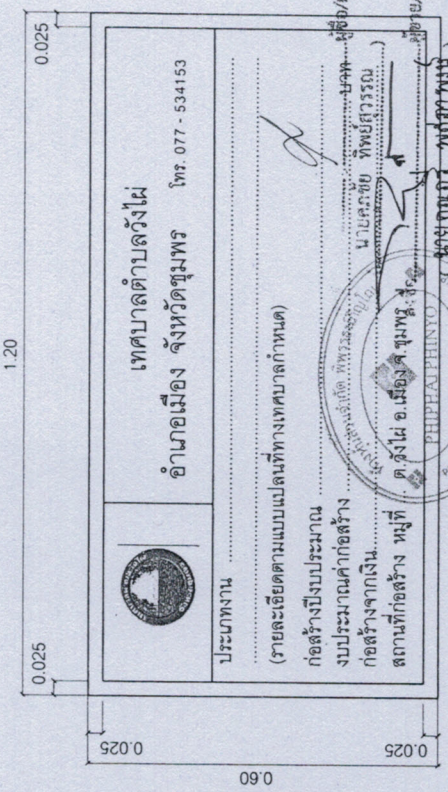 1.20
0.025
0.025
เทศบาลตำบลวังไผ่
อำเภอเมือง จังหวัดชุมพร โทร. 077 - 534153
ประเภทงาน
(รายละเอียดตามแบบแปลนที่ทางเทศบาลกำหนด)
ก่อสร้างปีงบประมาณ
งบประมาณค่าก่อสร้าง บาท
ก่อสร้างจากเงิน
สถานที่ก่อสร้าง หมู่ที่ ต.วังไผ่ อ.เมือง จ.ชุมพร
0.025
0.60
0.025
ทิพย์สุวรรณ
PHIPHAT PHINYO